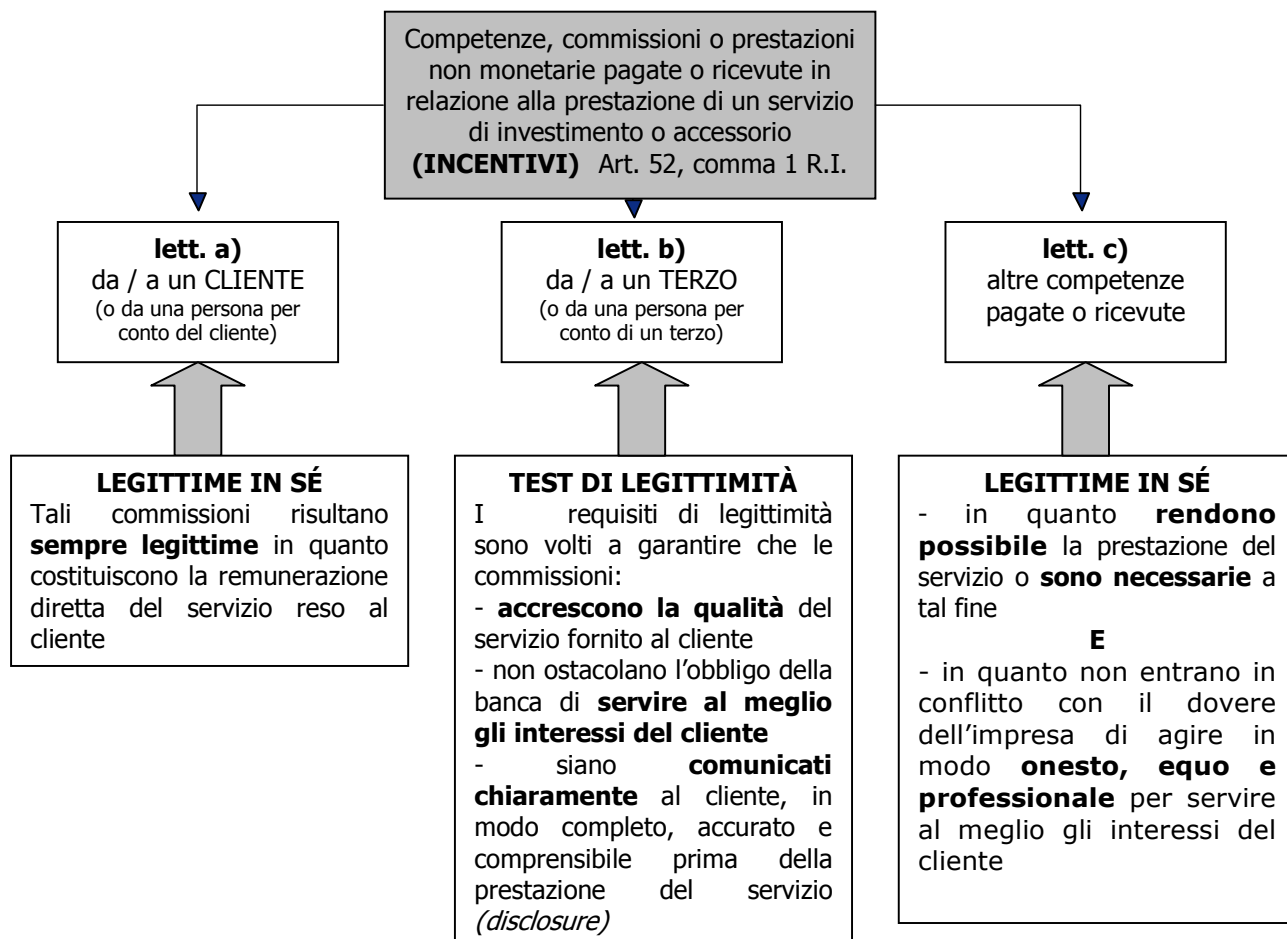 Competenze, commissioni o prestazioni
non monetarie pagate o ricevute in
relazione alla prestazione di un servizio
di investimento o accessorio
(INCENTIVI) Art. 52, comma 1 R.I.
lett. a)
da / a un CLIENTE
(o da una persona per
conto del cliente)
lett. b)
da / a un TERZO
(o da una persona per
conto di un terzo)
lett. c)
altre competenze
pagate o ricevute
LEGITTIME IN SÉ
Tali commissioni risultano
sempre legittime in quanto
costituiscono la remunerazione
diretta del servizio reso al
cliente
TEST DI LEGITTIMITÀ
I requisiti di legittimità
sono volti a garantire che le
commissioni:
- accrescono la qualità del
servizio fornito al cliente
- non ostacolano l'obbligo della
banca di servire al meglio
gli interessi del cliente
- siano comunicati
chiaramente al cliente, in
modo completo, accurato e
comprensibile prima della
prestazione del servizio
(disclosure)
LEGITTIME IN SÉ
- in quanto rendono
possibile la prestazione del
servizio o sono necessarie a
tal fine
E
- in quanto non entrano in
conflitto con il dovere
dell'impresa di agire in
modo onesto, equo e
professionale per servire
al meglio gli interessi del
cliente